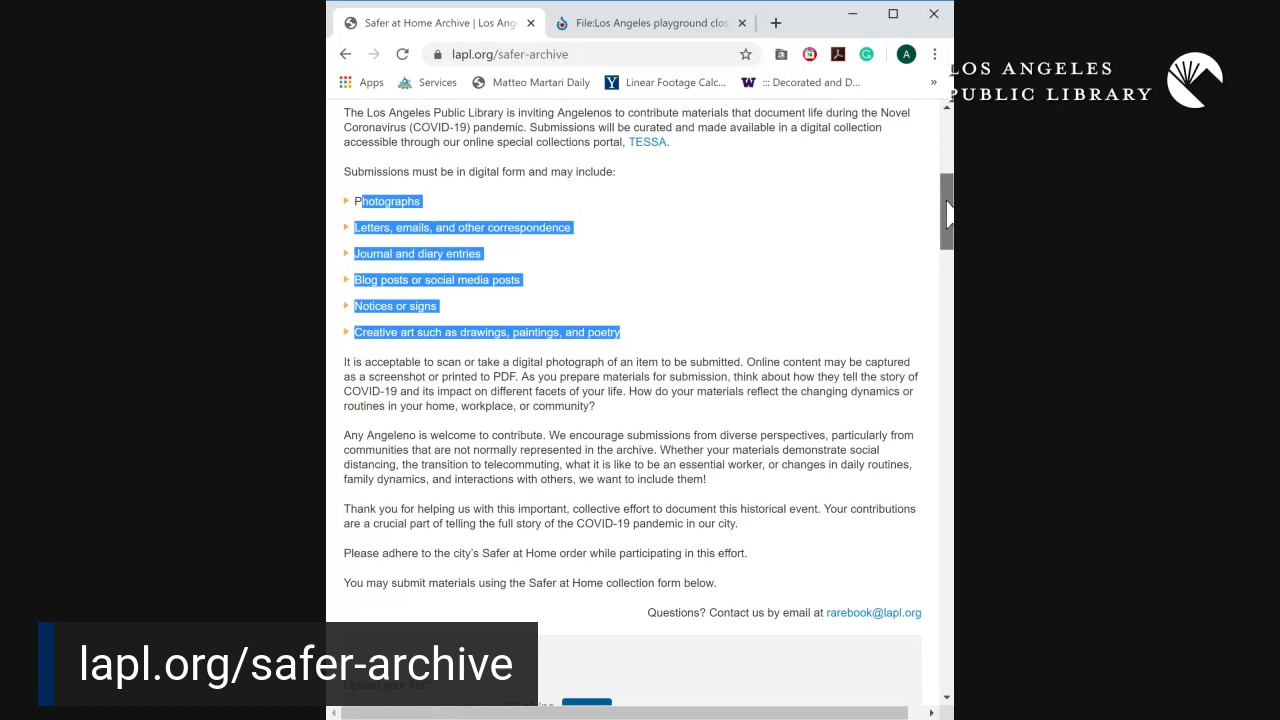 Safer at Home Archive | Los Ang
File:Los Angeles playground clos
lapl.org/safer-archive
A
Apps
Services
Matteo Martari Daily
Y
Linear Footage Calc...
W
::: Decorated and D...
»
LOS ANGELES
PUBLIC LIBRARY
The Los Angeles Public Library is inviting Angelenos to contribute materials that document life during the Novel
Coronavirus (COVID-19) pandemic. Submissions will be curated and made available in a digital collection
accessible through our online special collections portal, TESSA.
Submissions must be in digital form and may include:
Photographs
Letters, emails, and other correspondence
Journal and diary entries
Blog posts or social media posts
Notices or signs
Creative art such as drawings, paintings, and poetry
It is acceptable to scan or take a digital photograph of an item to be submitted. Online content may be captured
as a screenshot or printed to PDF. As you prepare materials for submission, think about how they tell the story of
COVID-19 and its impact on different facets of your life. How do your materials reflect the changing dynamics or
routines in your home, workplace, or community?
Any Angeleno is welcome to contribute. We encourage submissions from diverse perspectives, particularly from
communities that are not normally represented in the archive. Whether your materials demonstrate social
distancing, the transition to telecommuting, what it is like to be an essential worker, or changes in daily routines,
family dynamics, and interactions with others, we want to include them!
Thank you for helping us with this important, collective effort to document this historical event. Your contributions
are a crucial part of telling the full story of the COVID-19 pandemic in our city.
Please adhere to the city's Safer at Home order while participating in this effort.
You may submit materials using the Safer at Home collection form below.
Questions? Contact us by email at rarebook@lapl.org
lapl.org/safer-archive
Upload your file